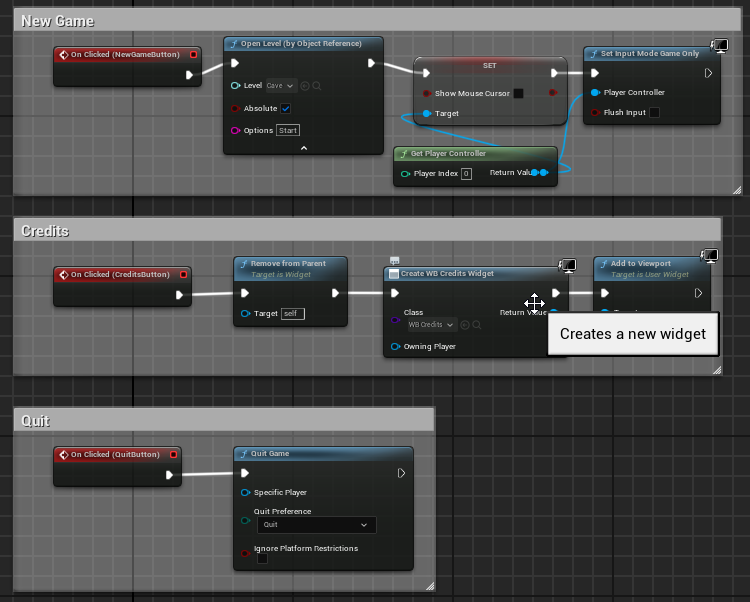 New Game
On Clicked (NewGameButton)
Open Level (by Object Reference)
Level Cave
Absolute
Options Start
SET
Show Mouse Cursor
Target
Set Input Mode Game Only
Player Controller
Flush Input
Get Player Controller
Player Index 0
Return Value
Credits
On Clicked (CreditsButton)
Remove from Parent
Target is Widget
Target self
Create WB Credits Widget
Class
WB Credits
Return Value
Owning Player
Add to Viewport
Target is User Widget
Creates a new widget
Quit
On Clicked (QuitButton)
Quit Game
Specific Player
Quit Preference
Quit
Ignore Platform Restrictions